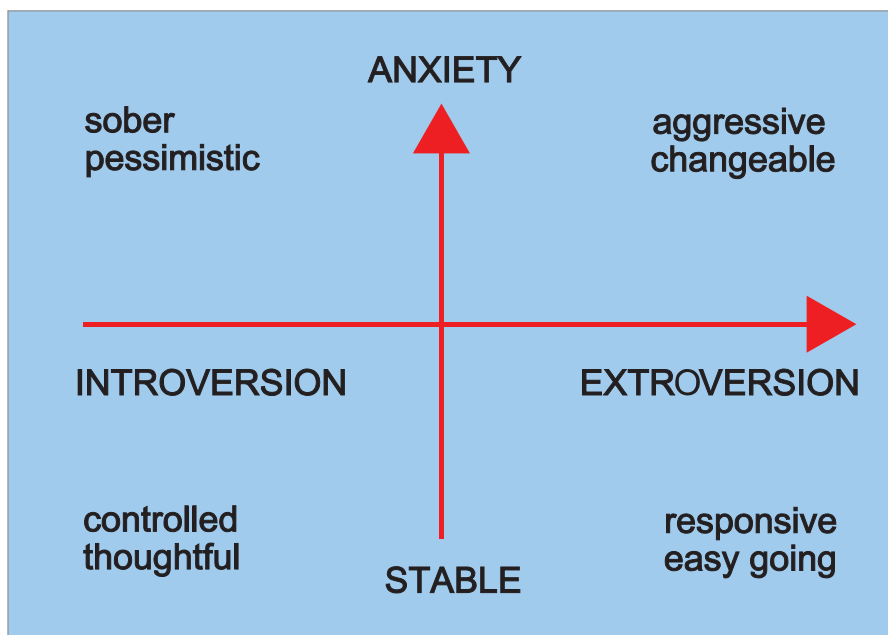 ANXIETY
sober
pessimistic
aggressive
changeable
INTROVERSION
EXTROVERSION
controlled
thoughtful
responsive
easy going
STABLE